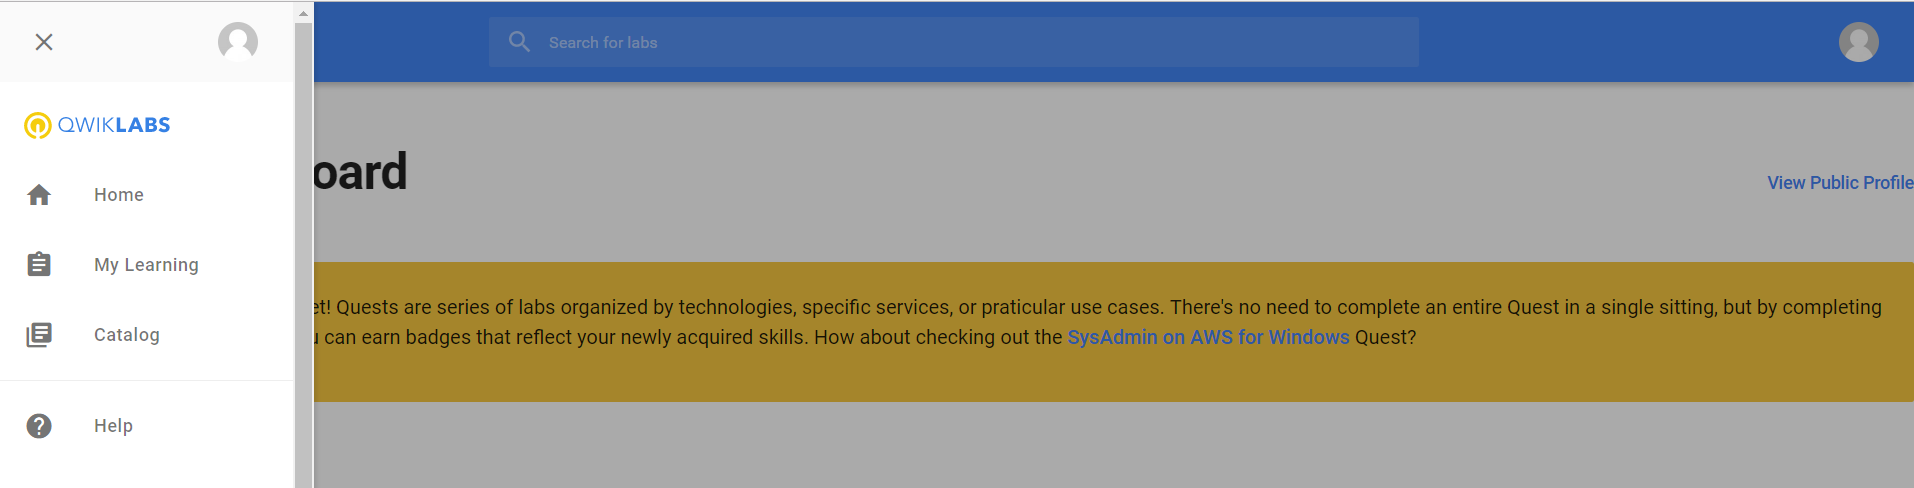 Search for labs
QWIKLABS
Home
My Learning
Catalog
Help
oard
View Public Profile
et! Quests are series of labs organized by technologies, specific services, or praticular use cases. There's no need to complete an entire Quest in a single sitting, but by completing
u can earn badges that reflect your newly acquired skills. How about checking out the SysAdmin on AWS for Windows Quest?